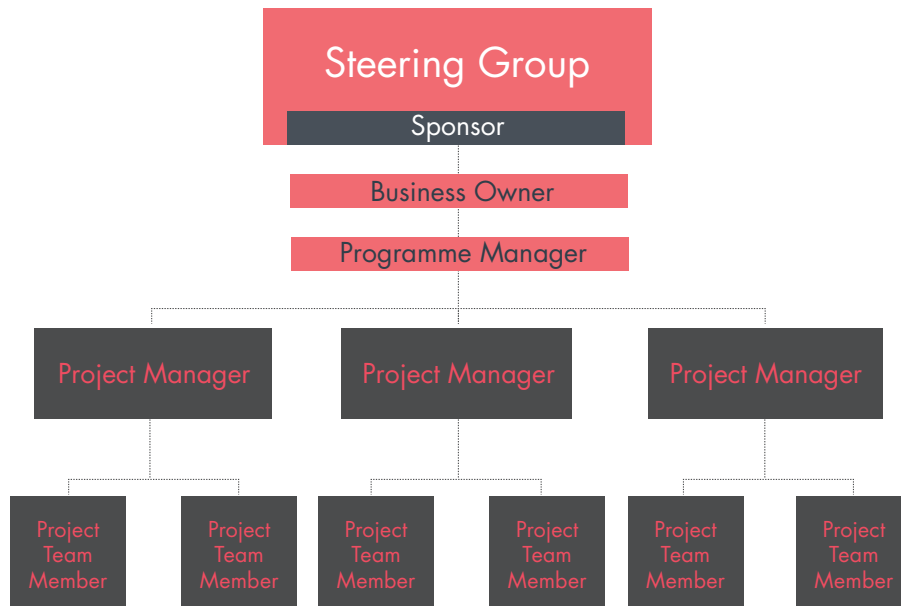 Steering Group
Sponsor
Business Owner
Programme Manager
Project Manager
Project Manager
Project Manager
Project
Team
Member
Project
Team
Member
Project
Team
Member
Project
Team
Member
Project
Team
Member
Project
Team
Member